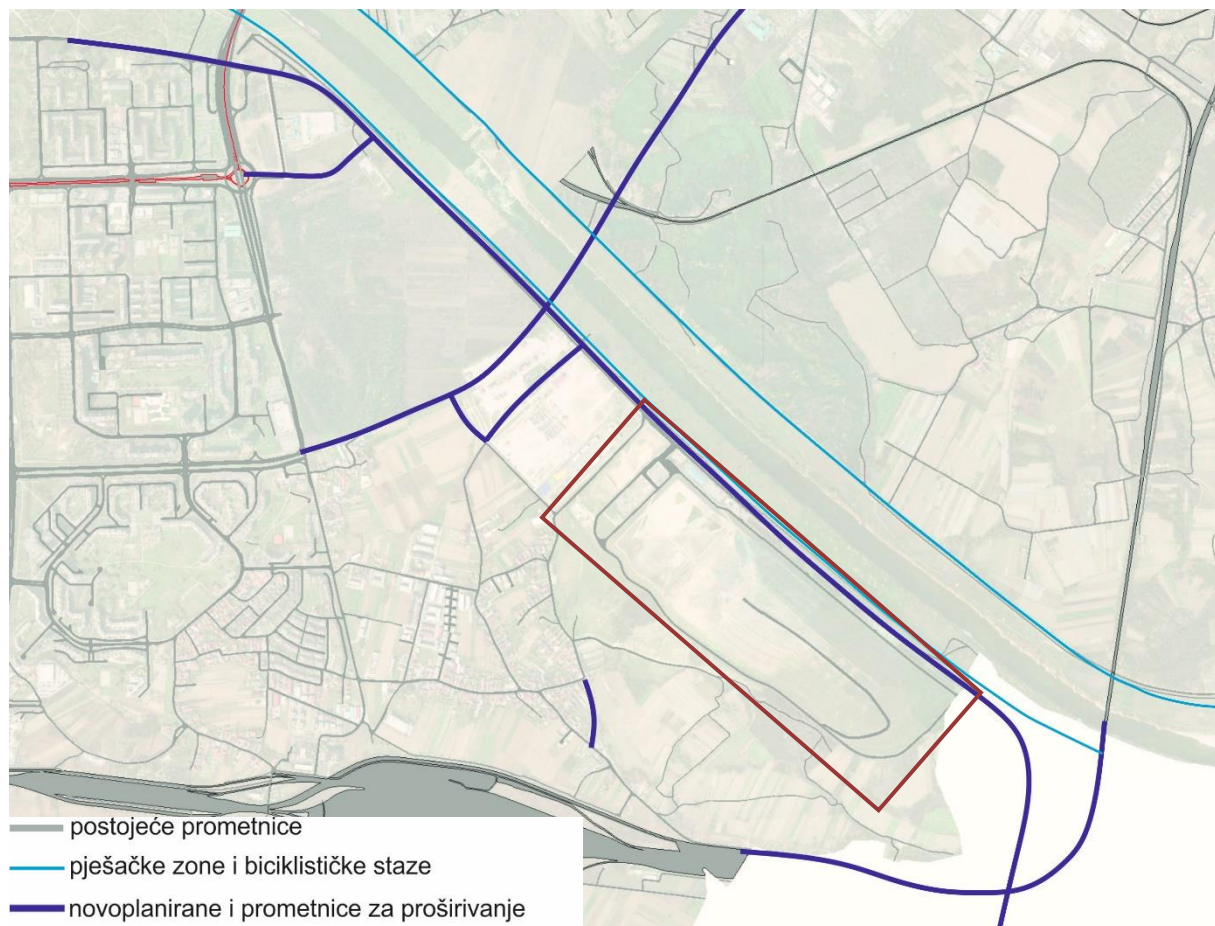 postojeće prometnice
pješačke zone i biciklističke staze
novoplanirane i prometnice za proširivanje